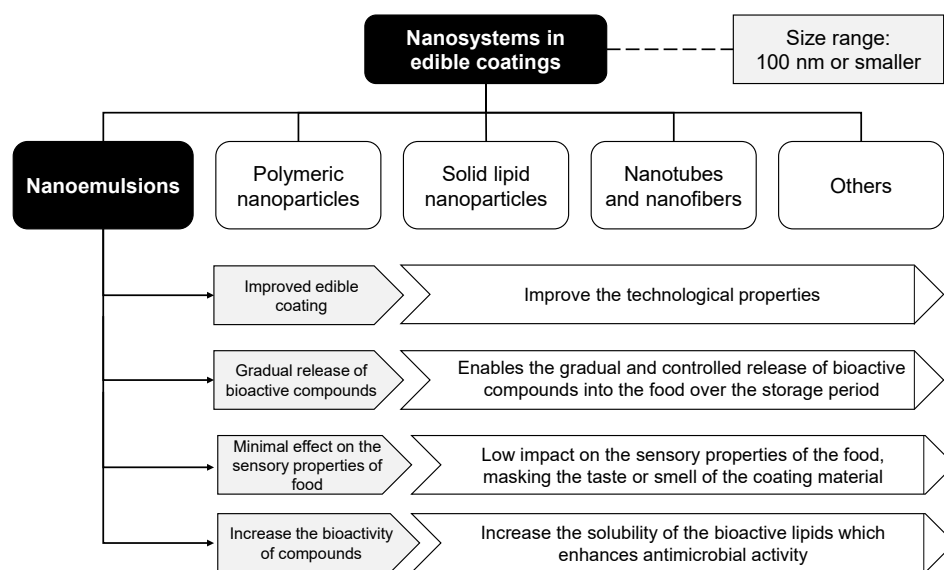 Nanosystems in
edible coatings
Size range:
100 nm or smaller
Nanoemulsions
Polymeric
nanoparticles
Solid lipid
nanoparticles
Nanotubes
and nanofibers
Others
Improved edible
coating
Improve the technological properties
Gradual release of
bioactive compounds
Enables the gradual and controlled release of bioactive
compounds into the food over the storage period
Minimal effect on the
sensory properties of
food
Low impact on the sensory properties of the food,
masking the taste or smell of the coating material
Increase the bioactivity
of compounds
Increase the solubility of the bioactive lipids which
enhances antimicrobial activity